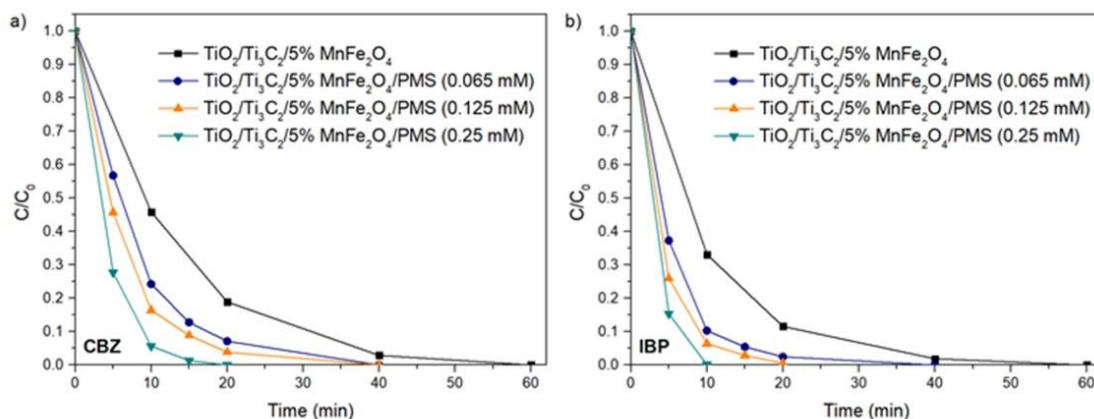 a)
TiO₂/Ti₃C₂/5% MnFe₂O₄
TiO₂/Ti₃C₂/5% MnFe₂O₄/PMS (0.065 mM)
TiO₂/Ti₃C₂/5% MnFe₂O₄/PMS (0.125 mM)
TiO₂/Ti₃C₂/5% MnFe₂O₄/PMS (0.25 mM)
1.0
0.9
0.8
0.7
0.6
0.5
0.4
0.3
0.2
0.1
0.0
C/C₀
CBZ
0 10 20 30 40 50 60
Time (min)
b)
TiO₂/Ti₃C₂/5% MnFe₂O₄
TiO₂/Ti₃C₂/5% MnFe₂O₄/PMS (0.065 mM)
TiO₂/Ti₃C₂/5% MnFe₂O₄/PMS (0.125 mM)
TiO₂/Ti₃C₂/5% MnFe₂O₄/PMS (0.25 mM)
1.0
0.9
0.8
0.7
0.6
0.5
0.4
0.3
0.2
0.1
0.0
C/C₀
IBP
0 10 20 30 40 50 60
Time (min)